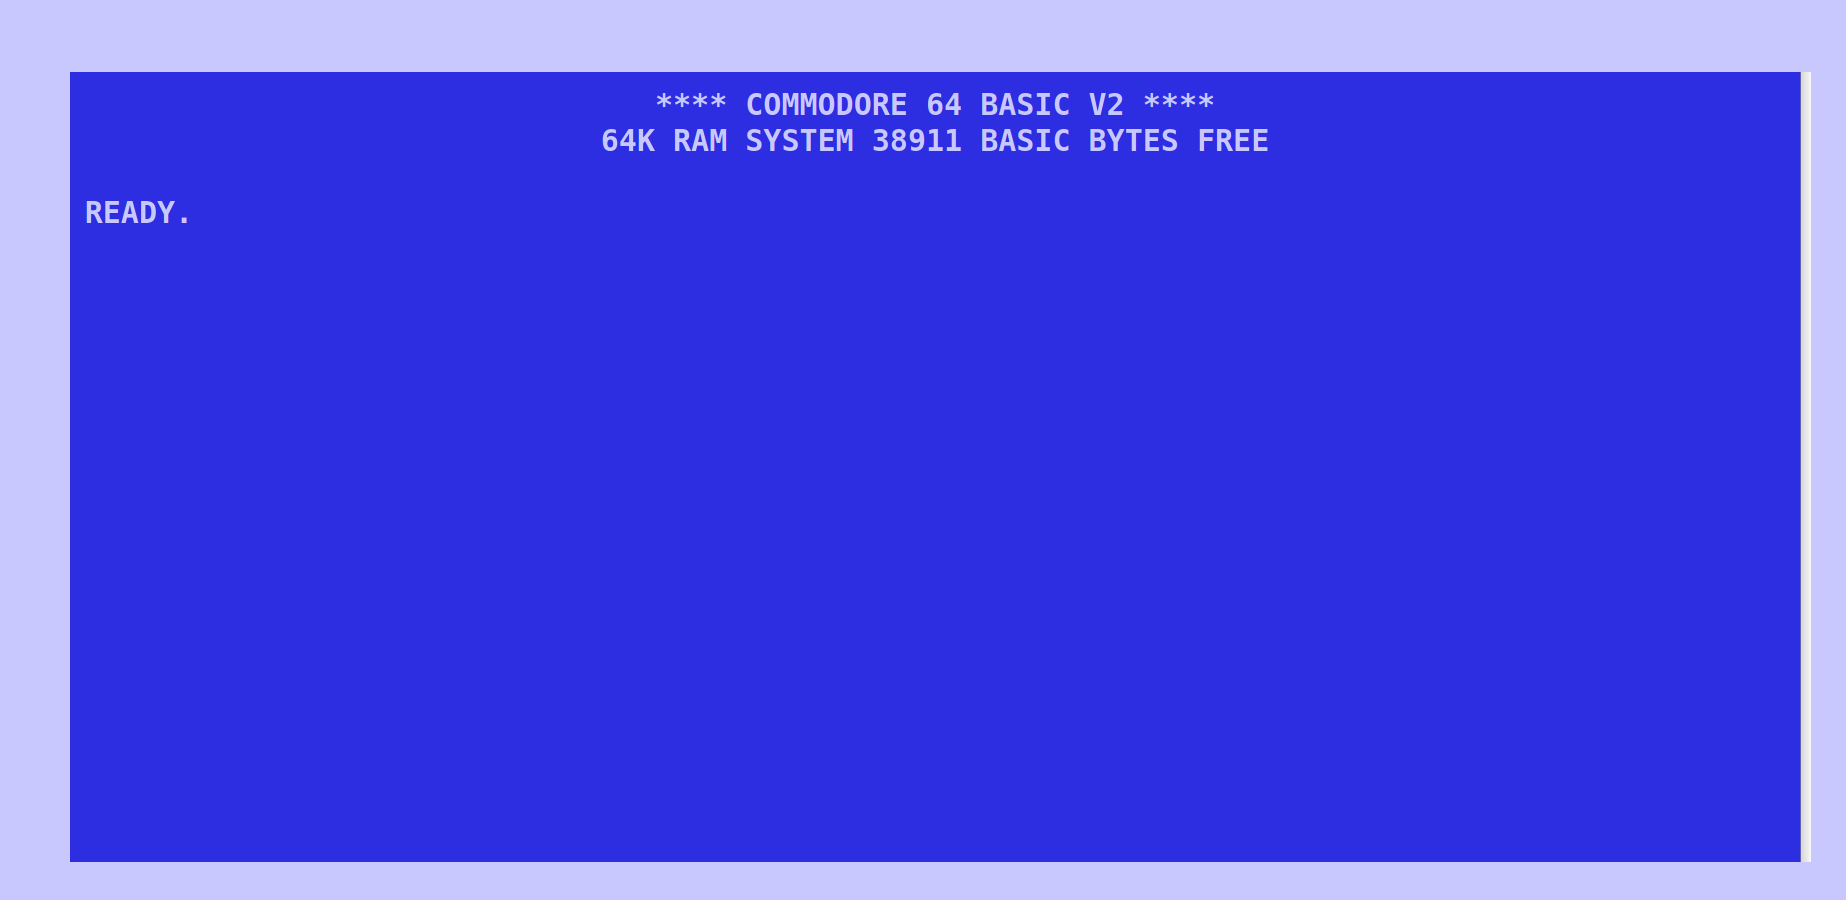 **** COMMODORE 64 BASIC V2 ****
64K RAM SYSTEM 38911 BASIC BYTES FREE
READY.